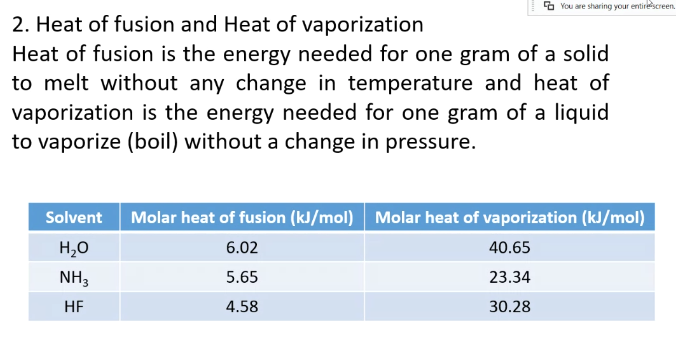 You are sharing your entire screen.
2. Heat of fusion and Heat of vaporization
Heat of fusion is the energy needed for one gram of a solid
to melt without any change in temperature and heat of
vaporization is the energy needed for one gram of a liquid
to vaporize (boil) without a change in pressure.
Solvent Molar heat of fusion (kJ/mol) Molar heat of vaporization (kJ/mol)
H₂O 6.02 40.65
NH₃ 5.65 23.34
HF 4.58 30.28